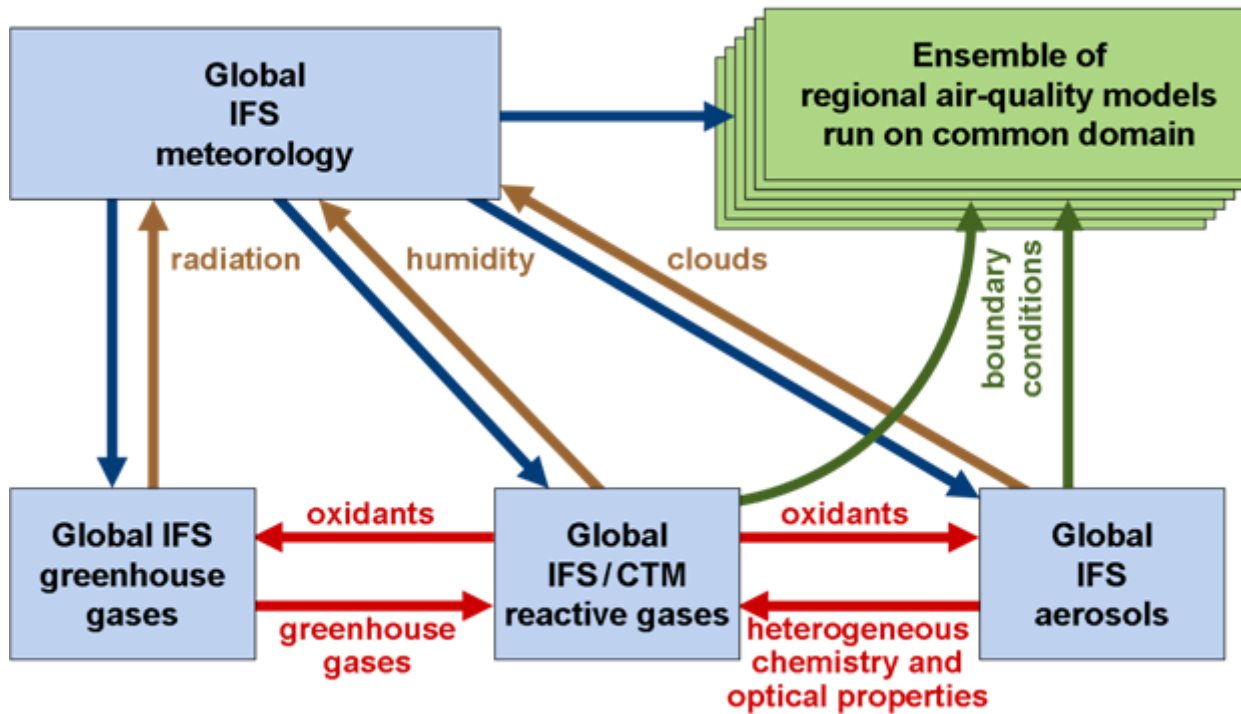 Global
IFS
meteorology
Ensemble of
regional air-quality models
run on common domain
radiation
humidity
clouds
boundary
conditions
Global IFS
greenhouse
gases
oxidants
greenhouse
gases
Global
IFS/CTM
reactive gases
oxidants
heterogeneous
chemistry and
optical properties
Global
IFS
aerosols